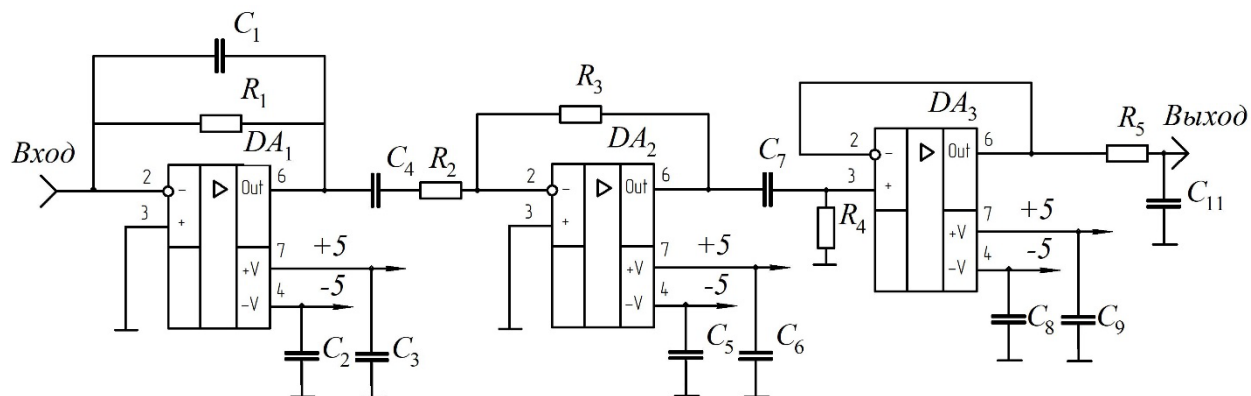 C₁
R₁
DA₁
Вход
2
3
-
+
Out
+V
−V
6
7
4
+5
-5
C₂
C₃
C₄
R₂
R₃
DA₂
2
3
-
+
Out
+V
−V
6
7
4
+5
-5
C₅
C₆
C₇
R₄
DA₃
2
3
-
+
Out
+V
−V
6
7
4
+5
-5
C₈
C₉
R₅
Выход
C₁₁